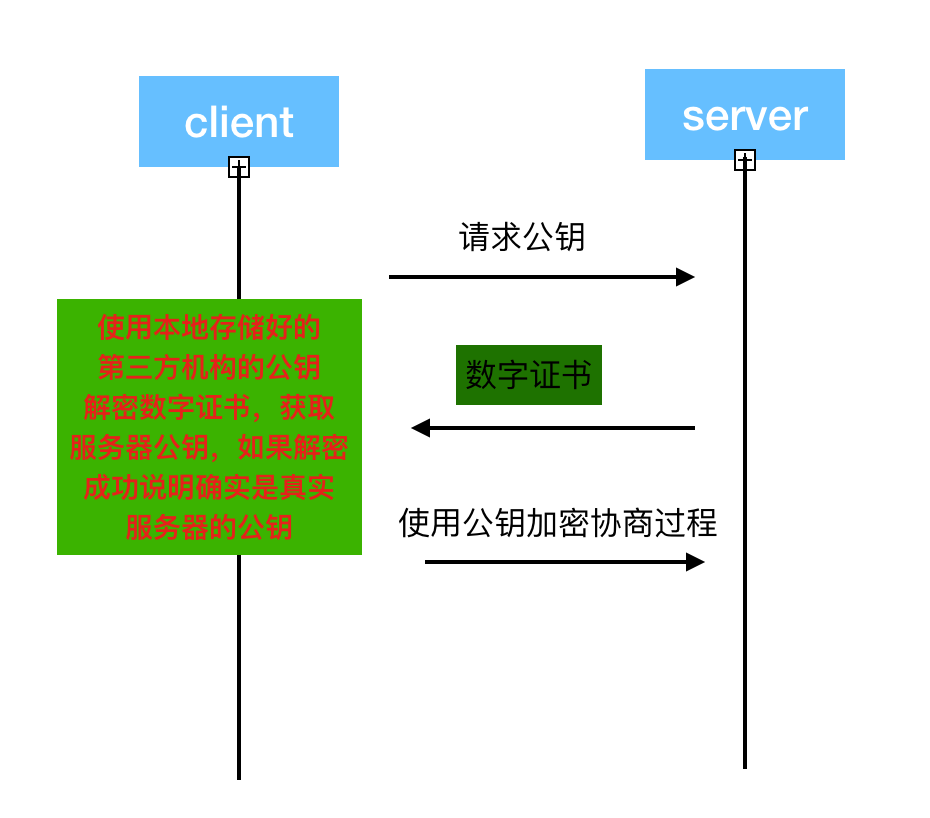 client
server
请求公钥
使用本地存储好的
第三方机构的公钥
解密数字证书，获取
服务器公钥，如果解密
成功说明确实是真实
服务器的公钥
数字证书
使用公钥加密协商过程